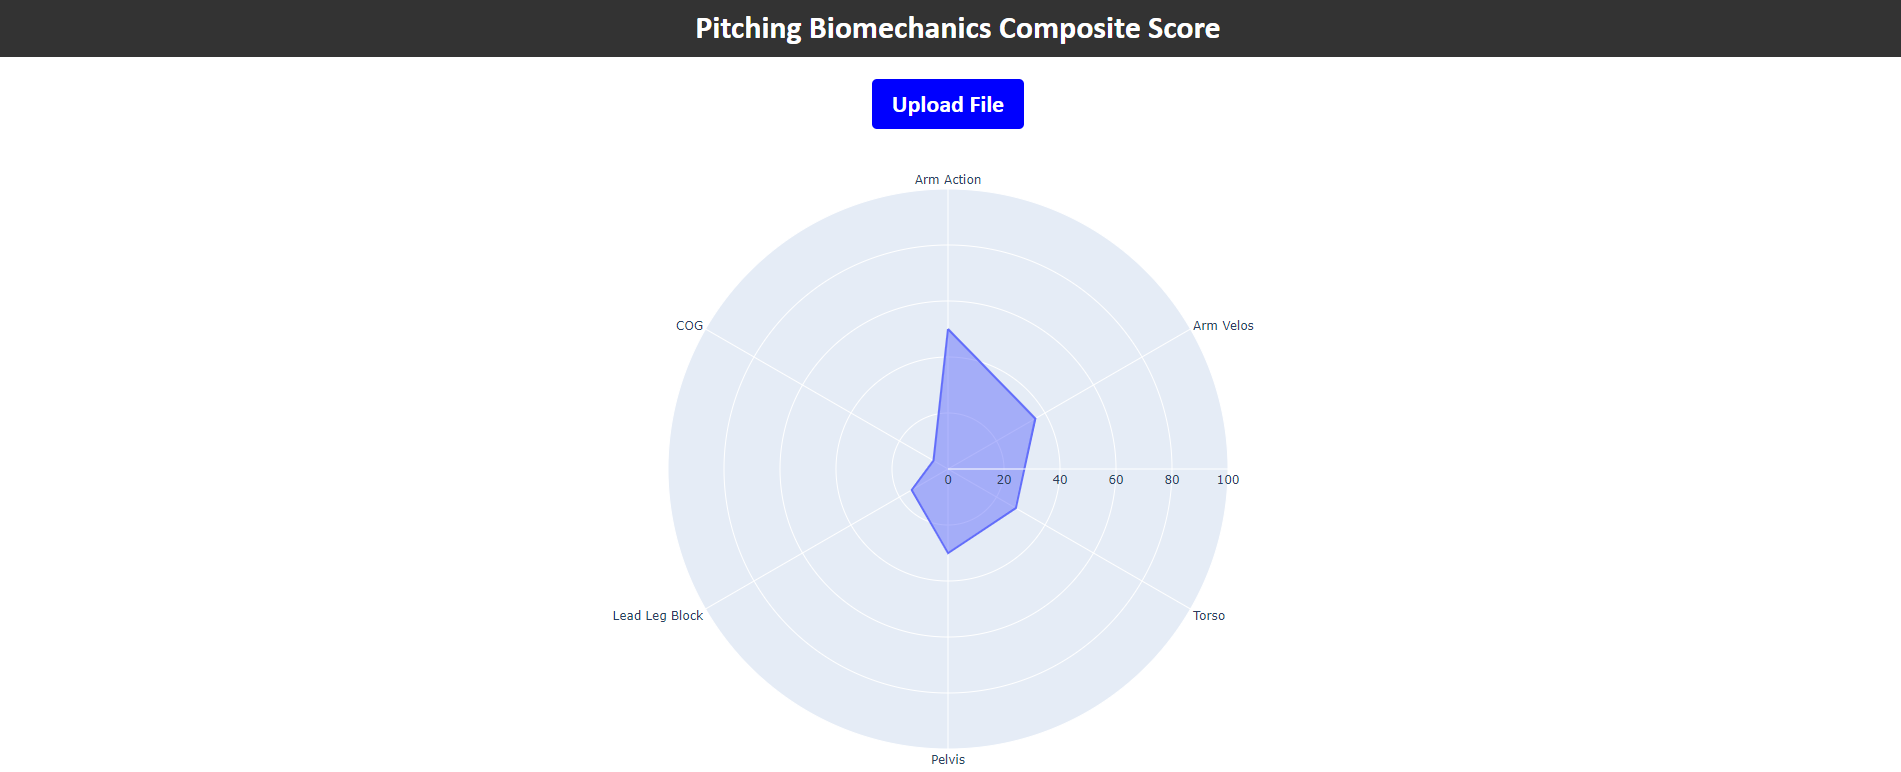 Pitching Biomechanics Composite Score
Upload File
Arm Action
COG
Arm Velos
0 20 40 60 80 100
Lead Leg Block
Torso
Pelvis